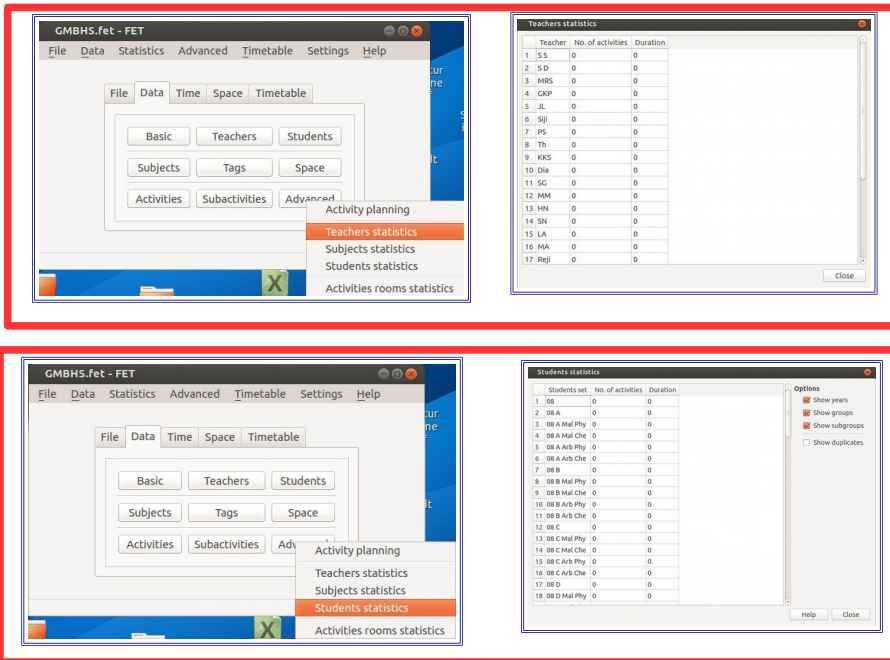 GMBHS.fet - FET
File Data Statistics Advanced Timetable Settings Help
File Data Time Space Timetable
Basic Teachers Students
Subjects Tags Space
Activities Subactivities Advanced
Activity planning
Teachers statistics
Subjects statistics
Students statistics
Activities rooms statistics
Teachers statistics
Teacher No. of activities Duration
1 S S 0 0
2 S D 0 0
3 MRS 0 0
4 GKP 0 0
5 JL 0 0
6 Siji 0 0
7 PS 0 0
8 Th 0 0
9 KKS 0 0
10 Dia 0 0
11 SG 0 0
12 MM 0 0
13 HN 0 0
14 SN 0 0
15 LA 0 0
16 MA 0 0
17 Reji 0 0
Close
GMBHS.fet - FET
File Data Statistics Advanced Timetable Settings Help
File Data Time Space Timetable
Basic Teachers Students
Subjects Tags Space
Activities Subactivities
Activity planning
Teachers statistics
Subjects statistics
Students statistics
Activities rooms statistics
Students statistics
Students set No. of activities Duration
1 08 0 0
2 08 A 0 0
3 08 A Mal Phy 0 0
4 08 A Mal Che 0 0
5 08 A Arb Phy 0 0
6 08 A Arb Che 0 0
7 08 B 0 0
8 08 B Mal Phy 0 0
9 08 B Mal Che 0 0
10 08 B Arb Phy 0 0
11 08 B Arb Che 0 0
12 08 C 0 0
13 08 C Mal Phy 0 0
14 08 C Mal Che 0 0
15 08 C Arb Phy 0 0
16 08 C Arb Che 0 0
17 08 D 0 0
18 08 D Mal Phy 0 0
Options
Show years
Show groups
Show subgroups
Show duplicates
Help Close